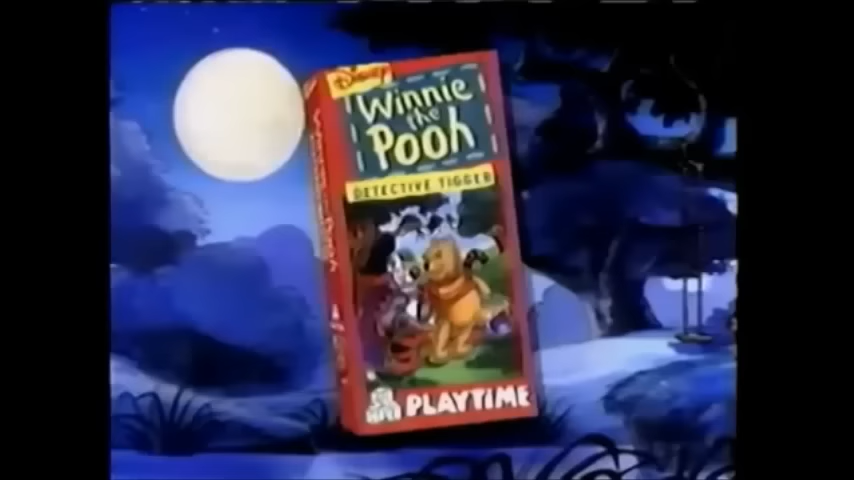 Disney
Winnie
the
Pooh
DETECTIVE TIGGER
PLAYTIME